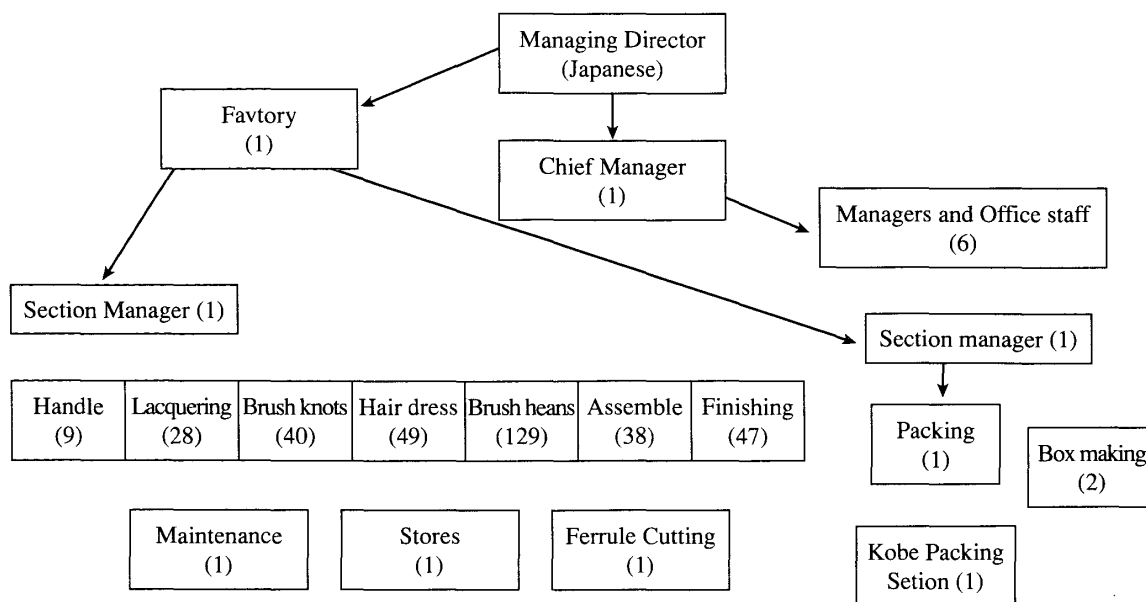 Managing Director
(Japanese)
Favtory
(1)
Chief Manager
(1)
Managers and Office staff
(6)
Section Manager (1)
Section manager (1)
Handle
(9)
Lacquering
(28)
Brush knots
(40)
Hair dress
(49)
Brush heans
(129)
Assemble
(38)
Finishing
(47)
Packing
(1)
Box making
(2)
Maintenance
(1)
Stores
(1)
Ferrule Cutting
(1)
Kobe Packing
Setion (1)